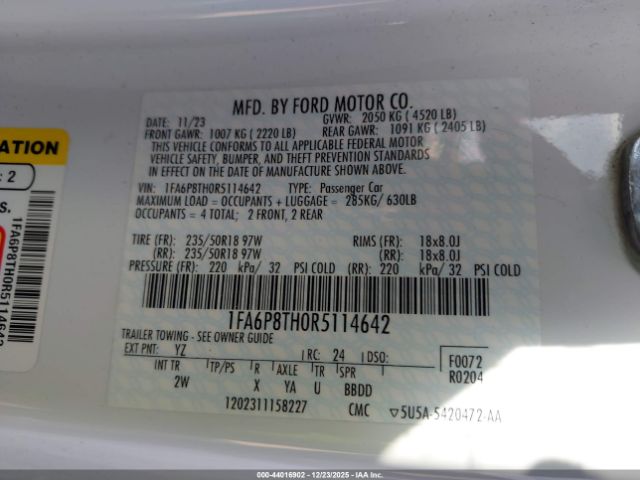 MFD. BY FORD MOTOR CO.
DATE: 11/23 GVWR: 2050 KG ( 4520 LB)
FRONT GAWR: 1007 KG ( 2220 LB) REAR GAWR: 1091 KG ( 2405 LB)
THIS VEHICLE CONFORMS TO ALL APPLICABLE FEDERAL MOTOR
VEHICLE SAFETY, BUMPER, AND THEFT PREVENTION STANDARDS
IN EFFECT ON THE DATE OF MANUFACTURE SHOWN ABOVE.
VIN: 1FA6P8TH0R5114642 TYPE: Passenger Car
MAXIMUM LOAD = OCCUPANTS + LUGGAGE = 285KG/ 630LB
OCCUPANTS = 4 TOTAL; 2 FRONT, 2 REAR
TIRE (FR): 235/50R18 97W RIMS (FR): 18x8.0J
(RR): 235/50R18 97W (RR): 18x8.0J
PRESSURE (FR): 220 kPa/ 32 PSI COLD (RR): 220 kPa/ 32 PSI COLD
1FA6P8TH0R5114642
TRAILER TOWING - SEE OWNER GUIDE
EXT PNT: YZ RC: 24 DSO: F0072
INT TR TP/PS R AXLE TR SPR R0204
2W X YA U BBDD
1202311158227 CMC ▽5U5A-5420472-AA
ATION
: 2
S.
1FA6P8TH0R5114642
000-44016902 - 12/23/2025 - IAAI, Inc.